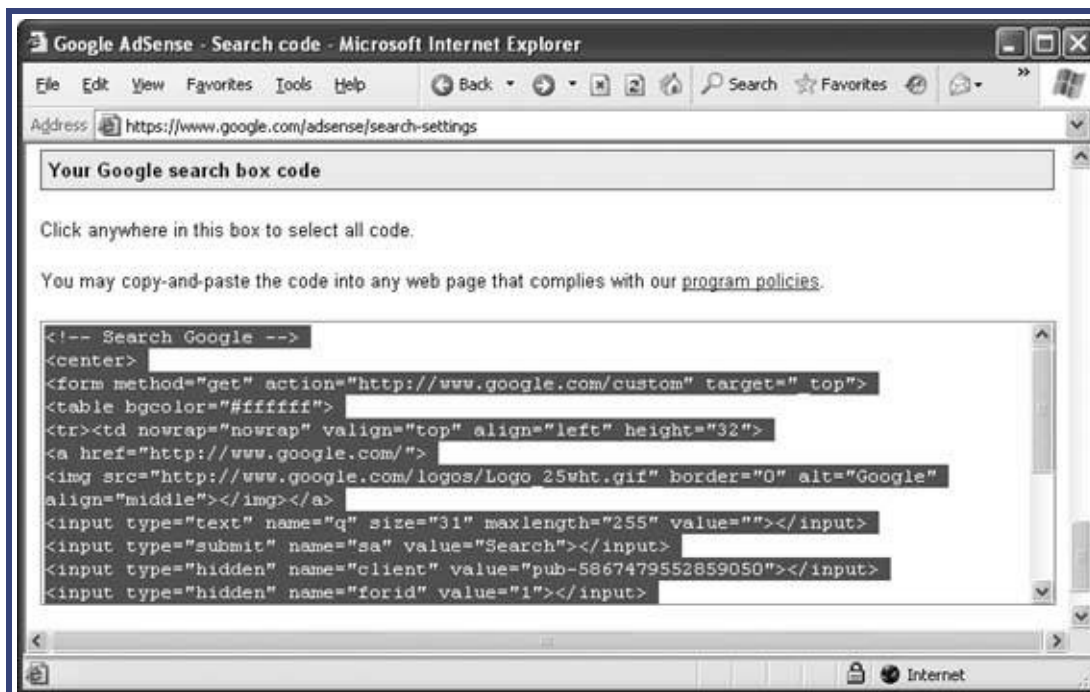 Google AdSense - Search code - Microsoft Internet Explorer
File Edit View Favorites Tools Help Back Search Favorites »
Address https://www.google.com/adsense/search-settings
Your Google search box code
Click anywhere in this box to select all code.
You may copy-and-paste the code into any web page that complies with our program policies.
<!-- Search Google -->
<center>
<form method="get" action="http://www.google.com/custom" target="_top">
<table bgcolor="#ffffff">
<tr><td nowrap="nowrap" valign="top" align="left" height="32">
<a href="http://www.google.com/">
<img src="http://www.google.com/logos/Logo_25wht.gif" border="0" alt="Google"
align="middle"></img></a>
<input type="text" name="q" size="31" maxlength="255" value=""></input>
<input type="submit" name="sa" value="Search"></input>
<input type="hidden" name="client" value="pub-5867479552859050"></input>
<input type="hidden" name="forid" value="1"></input>
Internet